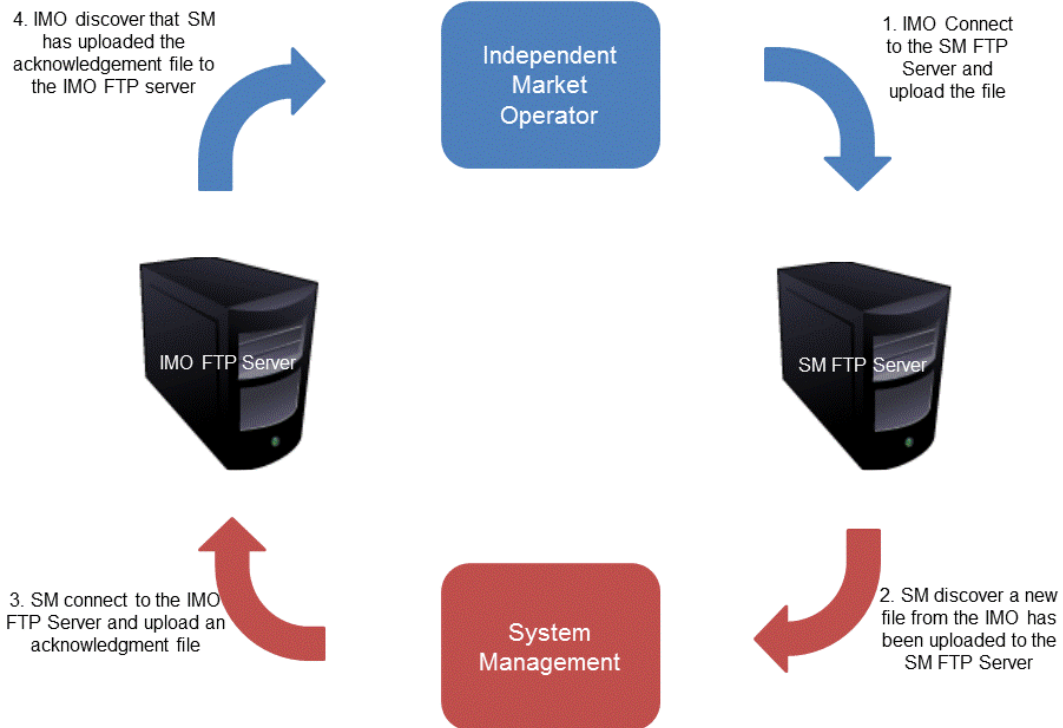 4. IMO discover that SM
has uploaded the
acknowledgement file to
the IMO FTP server
Independent
Market
Operator
1. IMO Connect
to the SM FTP
Server and
upload the file
IMO FTP Server
SM FTP Server
3. SM connect to the IMO
FTP Server and upload an
acknowledgment file
System
Management
2. SM discover a new
file from the IMO has
been uploaded to the
SM FTP Server